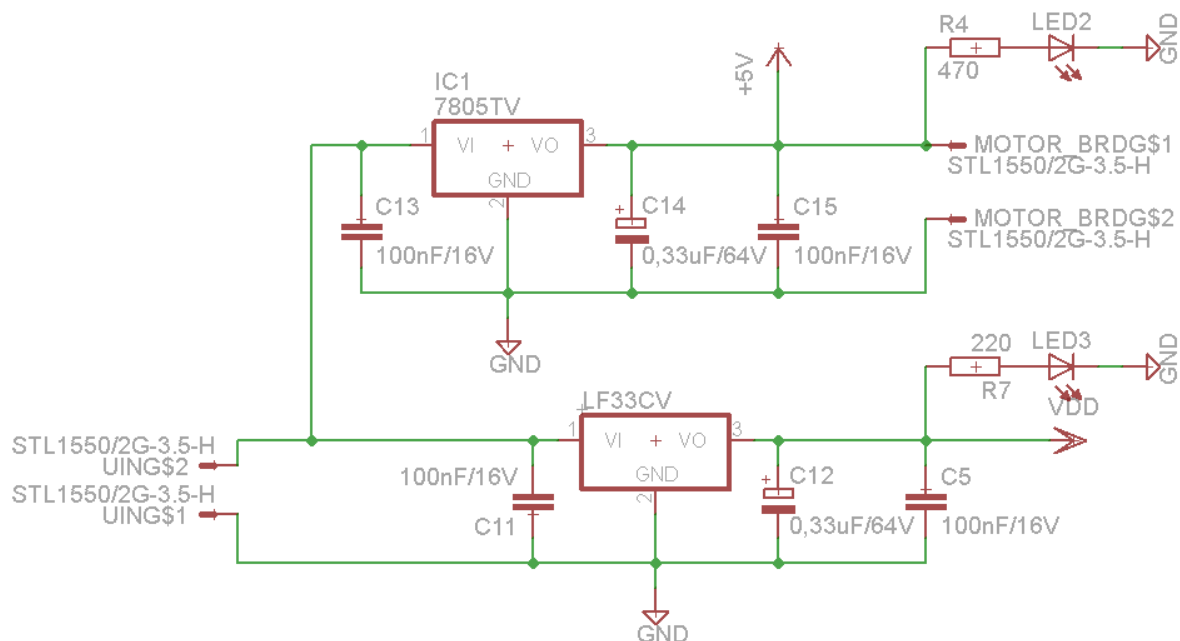 R4
LED2
GND
470
+5V
IC1
7805TV
1
VI
+
VO
3
GND
2
MOTOR_BRDG$1
STL1550/2G-3.5-H
C13
100nF/16V
+
C14
0,33uF/64V
C15
100nF/16V
MOTOR_BRDG$2
STL1550/2G-3.5-H
GND
220
LED3
GND
R7
VDD
LF33CV
1
VI
+
VO
3
GND
2
STL1550/2G-3.5-H
UING$2
STL1550/2G-3.5-H
UING$1
100nF/16V
C11
+
C12
0,33uF/64V
C5
100nF/16V
GND